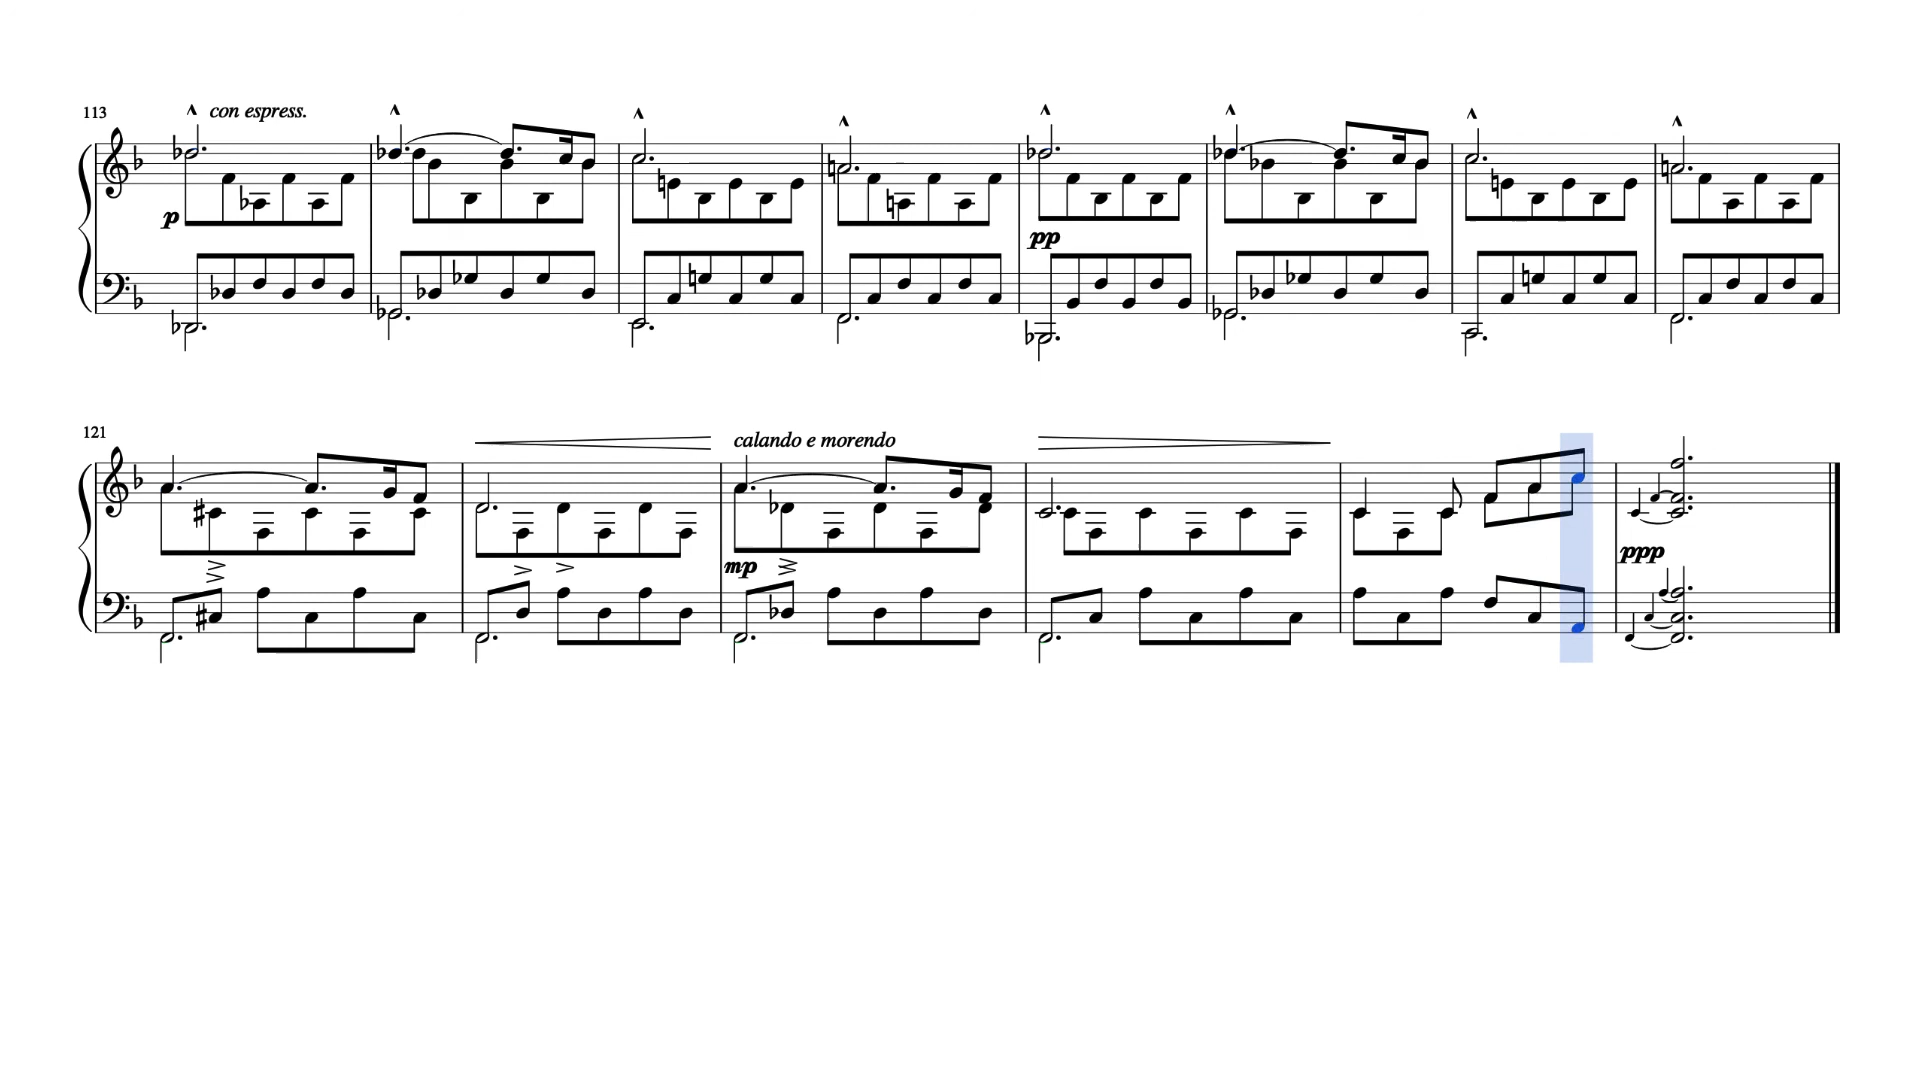 113
con espress.
p
pp
121
calando e morendo
mp
ppp